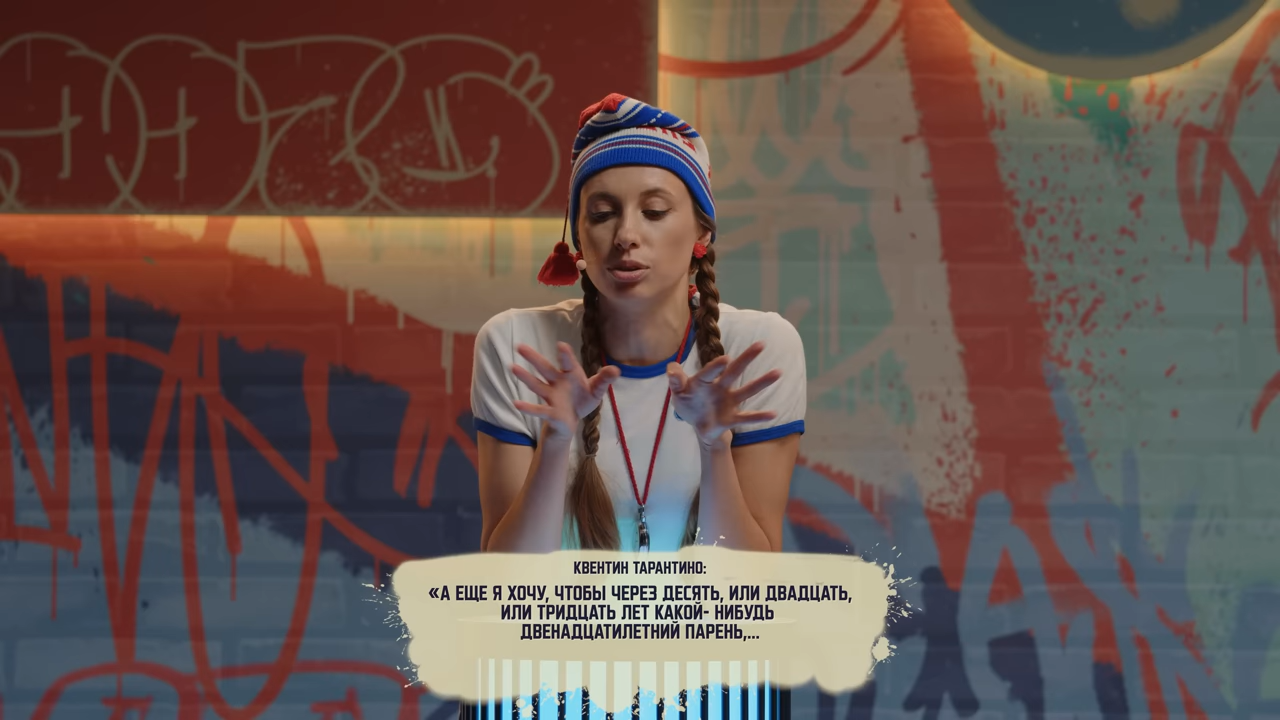 КВЕНТИН ТАРАНТИНО:
«А ЕЩЕ Я ХОЧУ, ЧТОБЫ ЧЕРЕЗ ДЕСЯТЬ, ИЛИ ДВАДЦАТЬ,
ИЛИ ТРИДЦАТЬ ЛЕТ КАКОЙ- НИБУДЬ
ДВЕНАДЦАТИЛЕТНИЙ ПАРЕНЬ,...